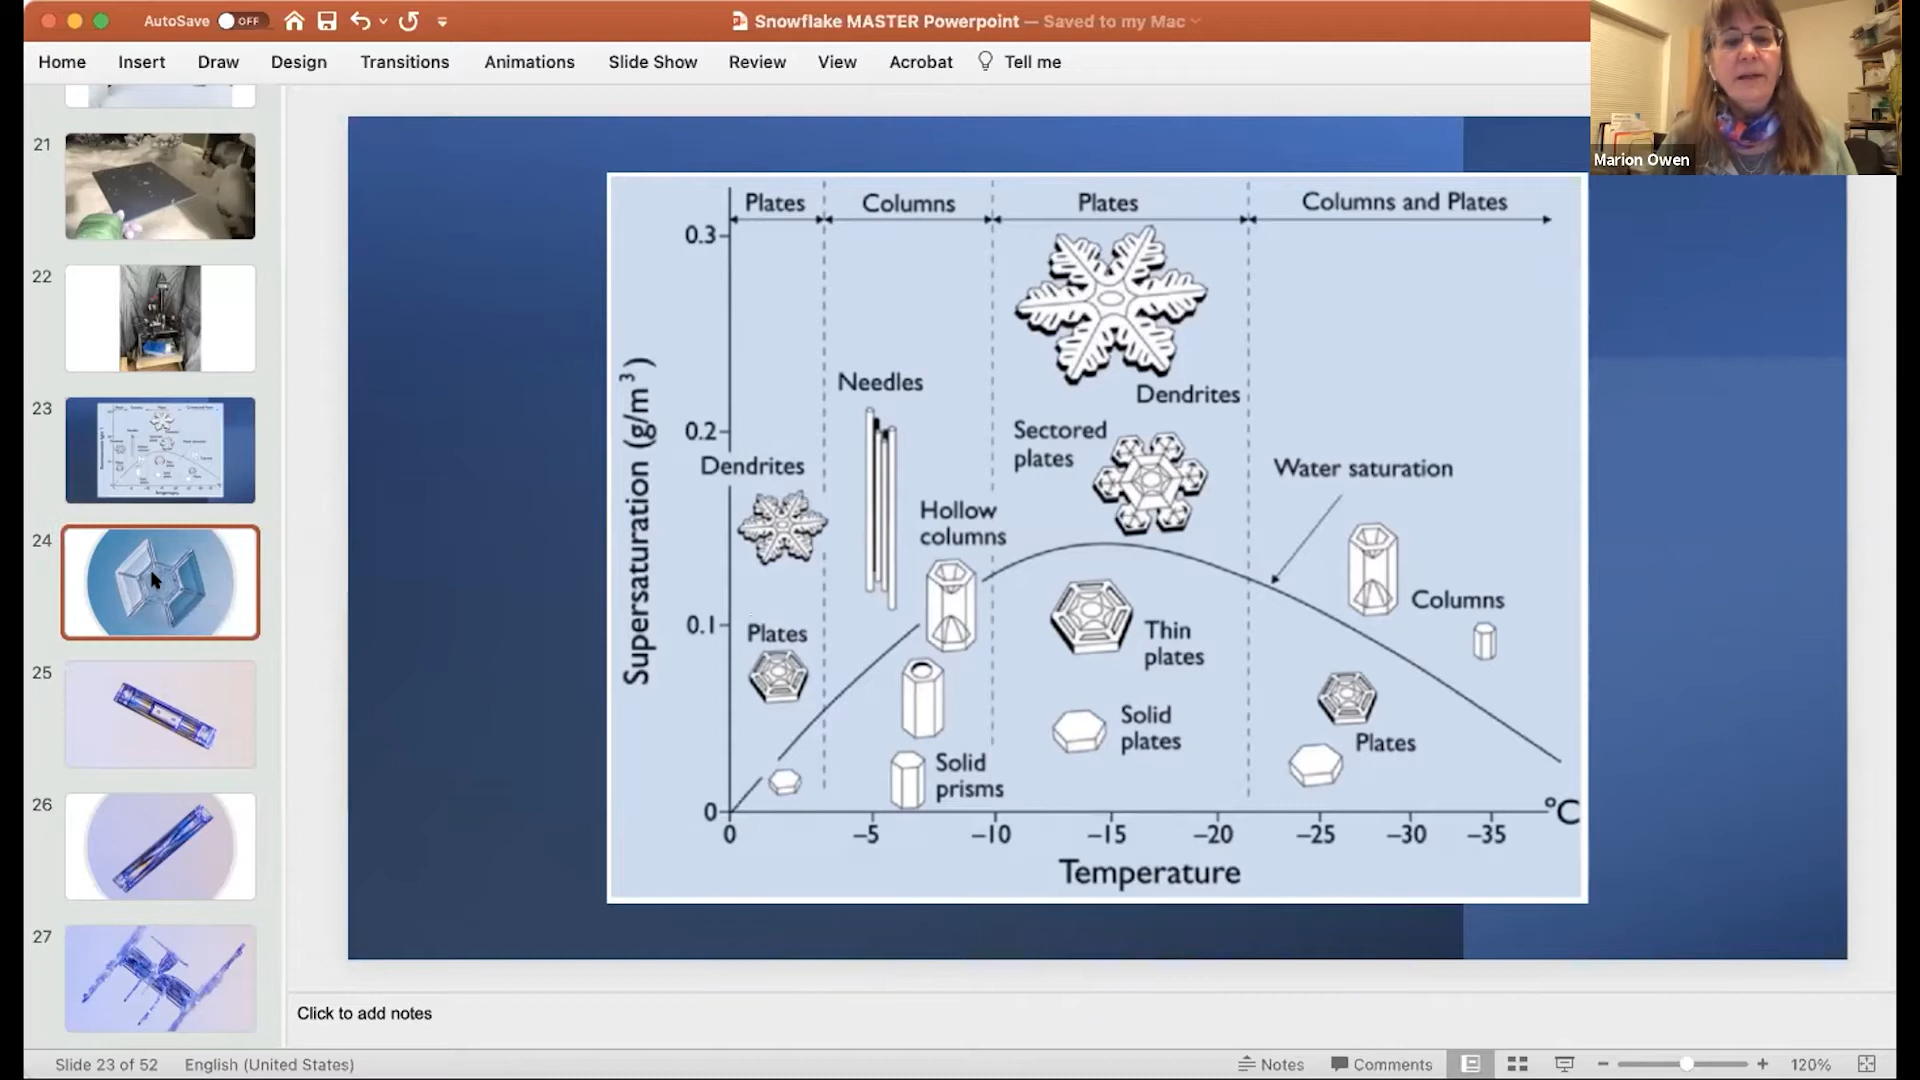 AutoSave OFF
Snowflake MASTER Powerpoint — Saved to my Mac
Home Insert Draw Design Transitions Animations Slide Show Review View Acrobat Tell me
Marion Owen
21
22
23
24
25
26
27
Plates Columns Plates Columns and Plates
0.3
0.2
0.1
0
Supersaturation (g/m³)
Dendrites
Needles
Dendrites
Sectored
plates
Water saturation
Hollow
columns
Columns
Plates
Thin
plates
Solid
plates
Plates
Solid
prisms
°C
0 −5 −10 −15 −20 −25 −30 −35
Temperature
Click to add notes
Slide 23 of 52 English (United States) Notes Comments 120%